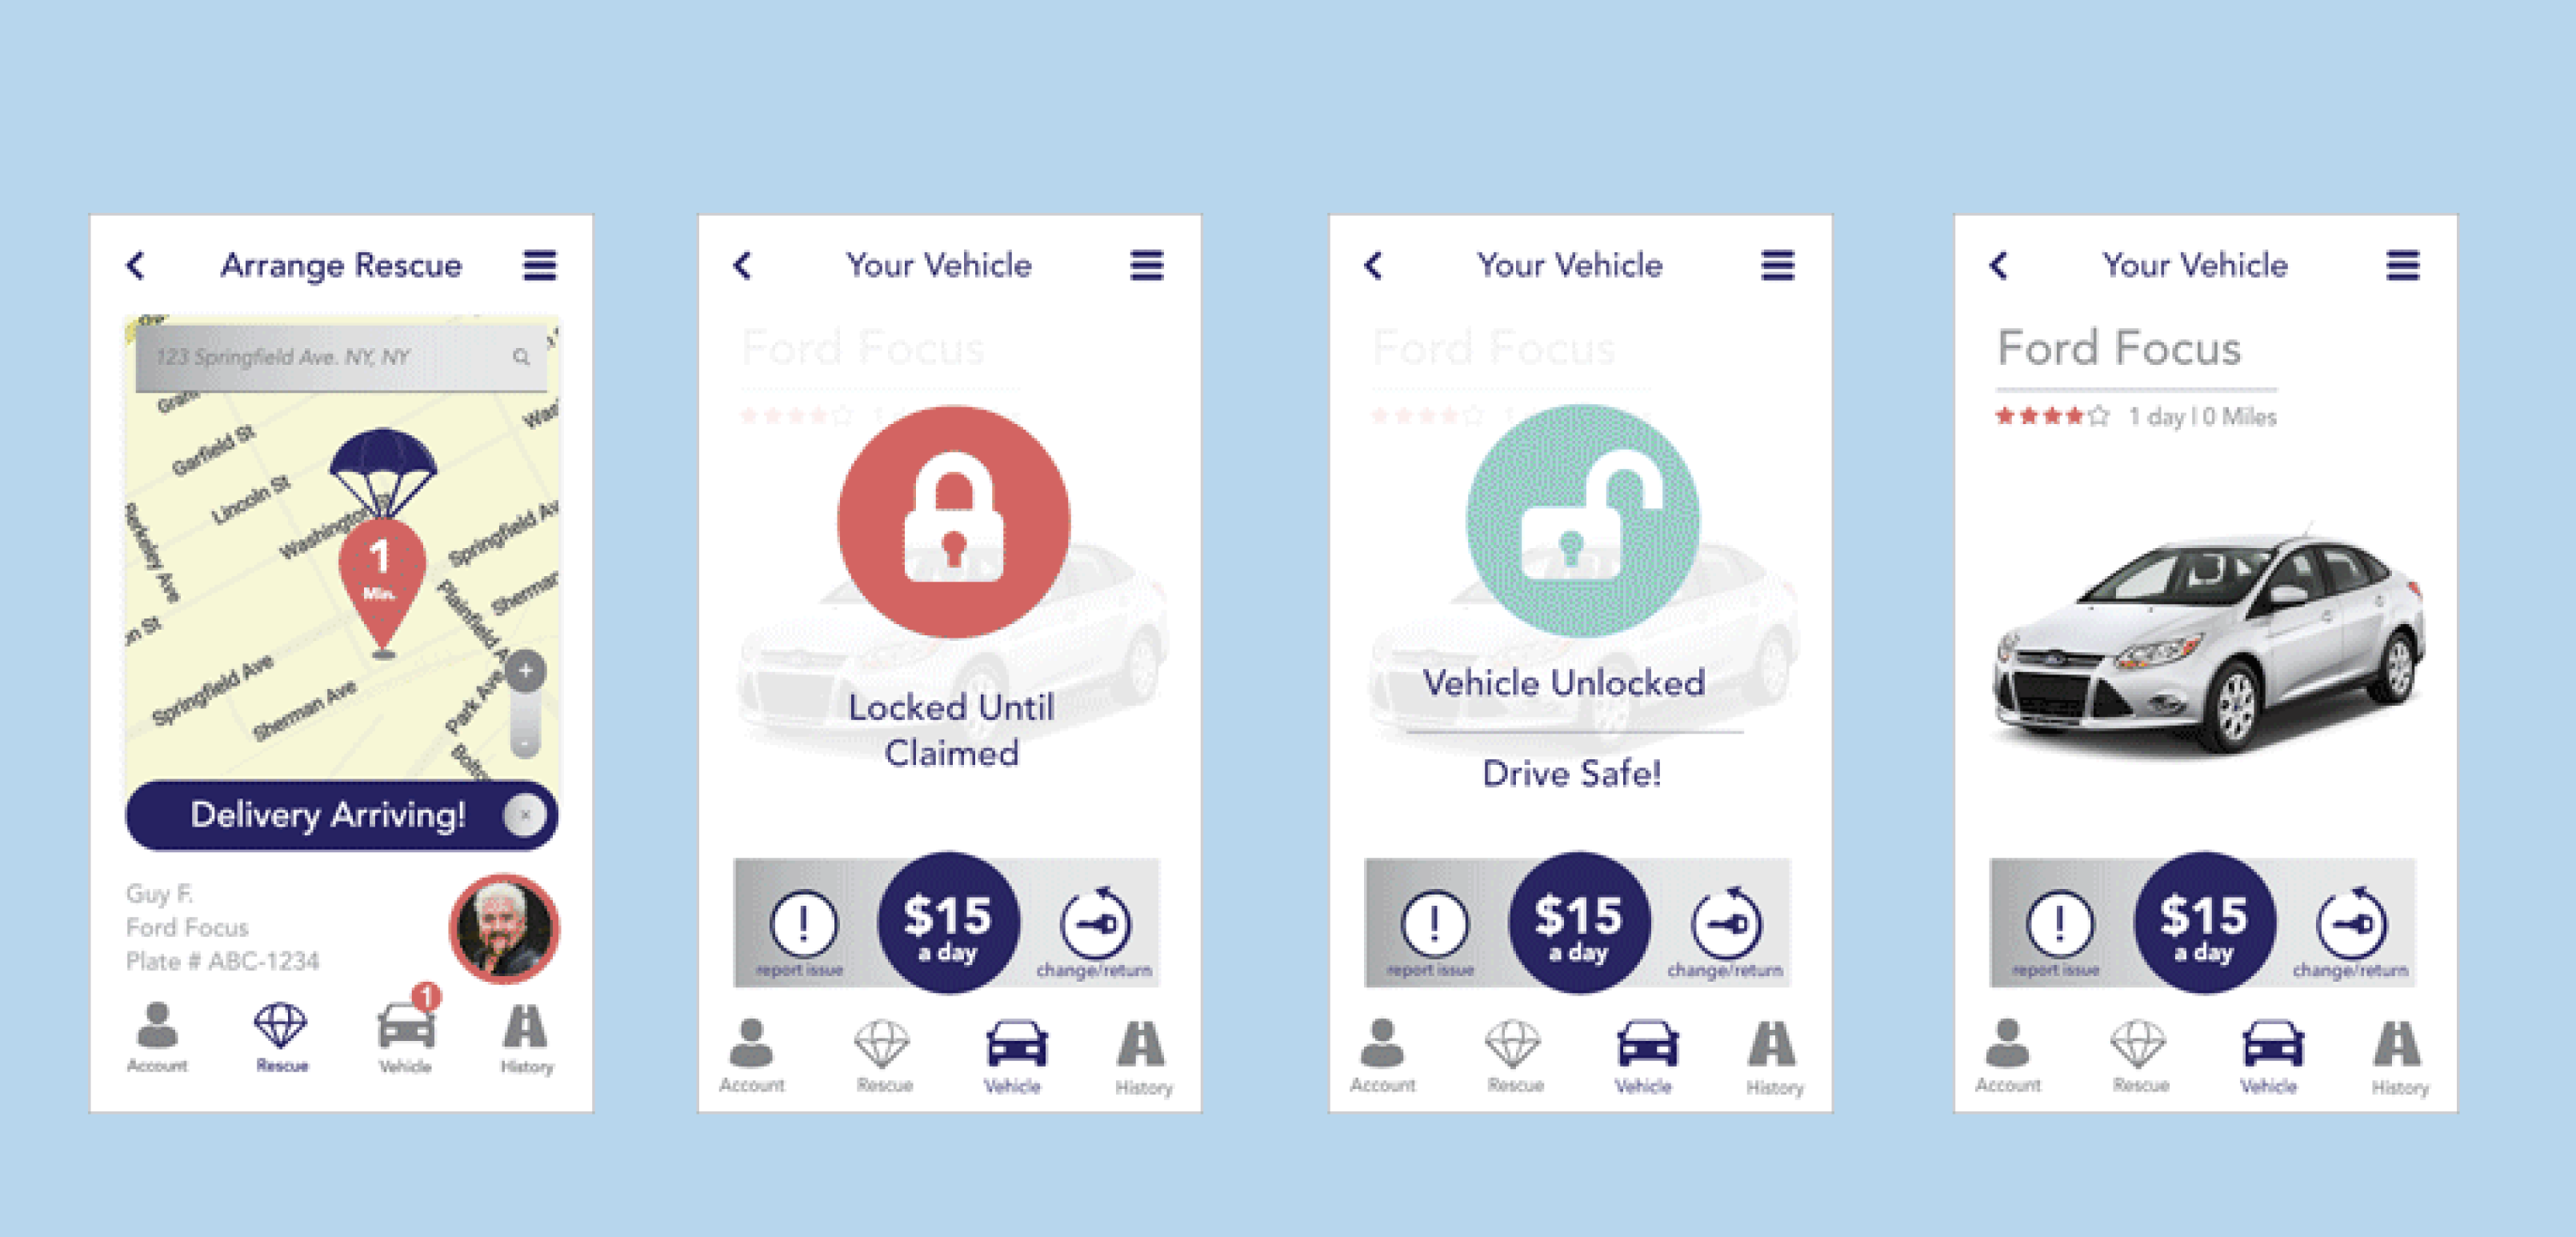 Arrange Rescue
123 Springfield Ave. NY, NY
Garfield St
Lincoln St
Washington
Berkeley Ave
Springfield Av
Sherman
Plainfield A
on St
Springfield Ave
Sherman Ave
Park Ave
1
Min.
+
-
Delivery Arriving!
×
Guy F.
Ford Focus
Plate # ABC-1234
1
Account
Rescue
Vehicle
History
Your Vehicle
Ford Focus
Locked Until
Claimed
!
report issue
$15
a day
change/return
Account
Rescue
Vehicle
History
Your Vehicle
Ford Focus
Vehicle Unlocked
Drive Safe!
!
report issue
$15
a day
change/return
Account
Rescue
Vehicle
History
Your Vehicle
Ford Focus
1 day | 0 Miles
!
report issue
$15
a day
change/return
Account
Rescue
Vehicle
History